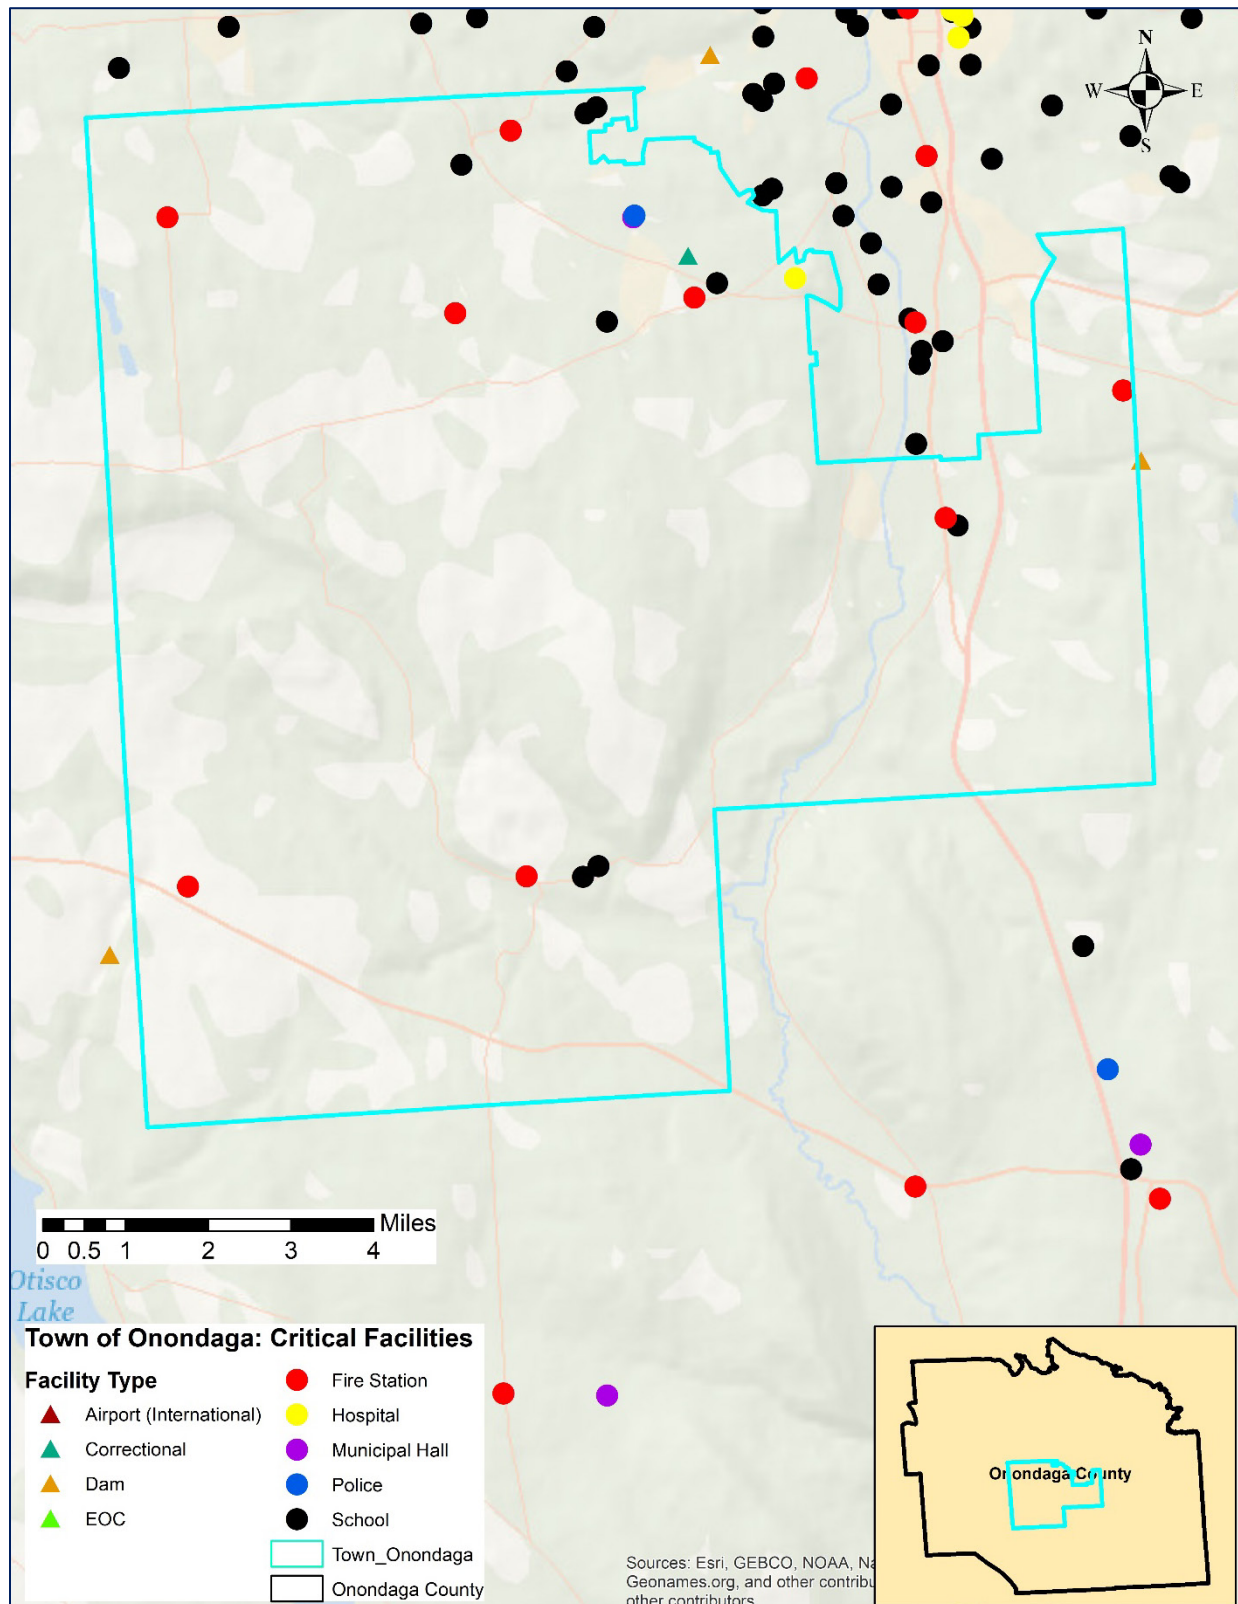 N
W E
S
Miles
0 0.5 1 2 3 4
Otisco
Lake
Town of Onondaga: Critical Facilities
Facility Type
Airport (International)
Correctional
Dam
EOC
Fire Station
Hospital
Municipal Hall
Police
School
Town_Onondaga
Onondaga County
Onondaga County
Sources: Esri, GEBCO, NOAA, Na
Geonames.org, and other contribu
other contributors